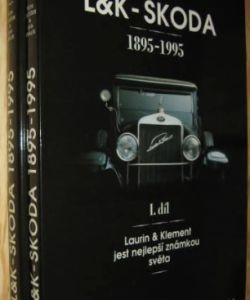 L&K-ŠKODA
1895-1995
I. díl
Laurin & Klement
jest nejlepší známkou
světa
L&K-ŠKODA 1895-1995
L&K-ŠKODA 1895-1995